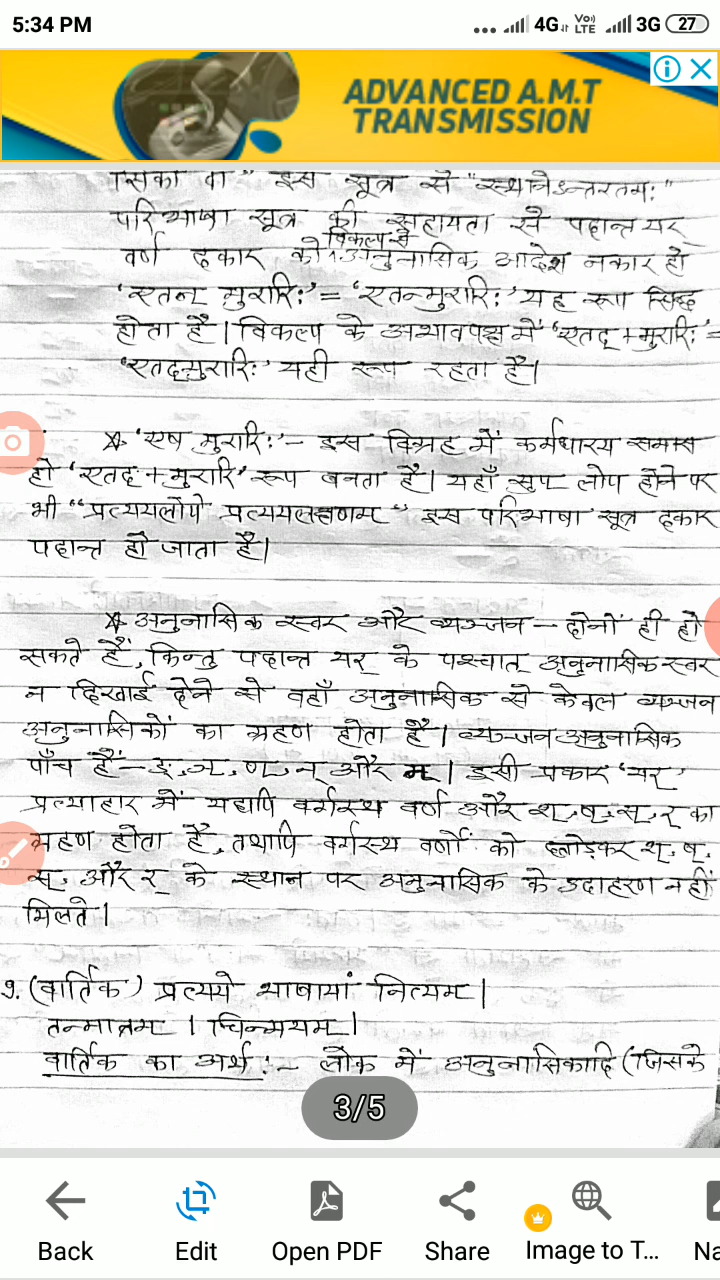 5:34 PM
4G Vo) LTE 3G 27
ADVANCED A.M.T
TRANSMISSION
वा" इस सूत्र से "स्थानेऽन्तरतमः"
परिभाषा सूत्र की सहायता से पदान्त यर्
विकल्प से
वर्ण दकार को अनुनासिक आदेश नकार हो
'एतन् मुरारिः' = 'एतन्मुरारिः' यह रूप सिद्ध
होता है। विकल्प के अभावपक्ष में 'एतद् + मुरारिः' =
'एतद्मुरारिः' यही रूप रहता है।
'एष मुरारिः' - इस विग्रह में कर्मधारय समास
हो 'एतद् + मुरारि' रूप बनता है। यहाँ सुप् लोप होने पर
भी "प्रत्ययलोपे प्रत्ययलक्षणम्" इस परिभाषा सूत्र दकार
पदान्त हो जाता है।
अनुनासिक स्वर और व्यञ्जन - दोनों ही हो
सकते हैं, किन्तु पदान्त यर् के पश्चात् अनुनासिक स्वर
न दिखाई देने से वहाँ अनुनासिक से केवल व्यञ्जन
अनुनासिकों का ग्रहण होता है। व्यञ्जन अनुनासिक
पाँच हैं - ङ्, ञ्, ण्, न् और म्। इसी प्रकार 'यर्'
प्रत्याहार में यद्यपि वर्गस्थ वर्ण और श्, ष्, स्, र् का
ग्रहण होता है, तथापि वर्गस्थ वर्णों को छोड़कर श्, ष्,
स्, और र् के स्थान पर अनुनासिक के उदाहरण नहीं
मिलते।
9. (वार्तिक) प्रत्यये भाषायां नित्यम्।
तन्मात्रम्। चिन्मयम्।
वार्तिक का अर्थ :- लोक में अनुनासिकादि (जिसके
3/5
Back Edit Open PDF Share Image to T... Na